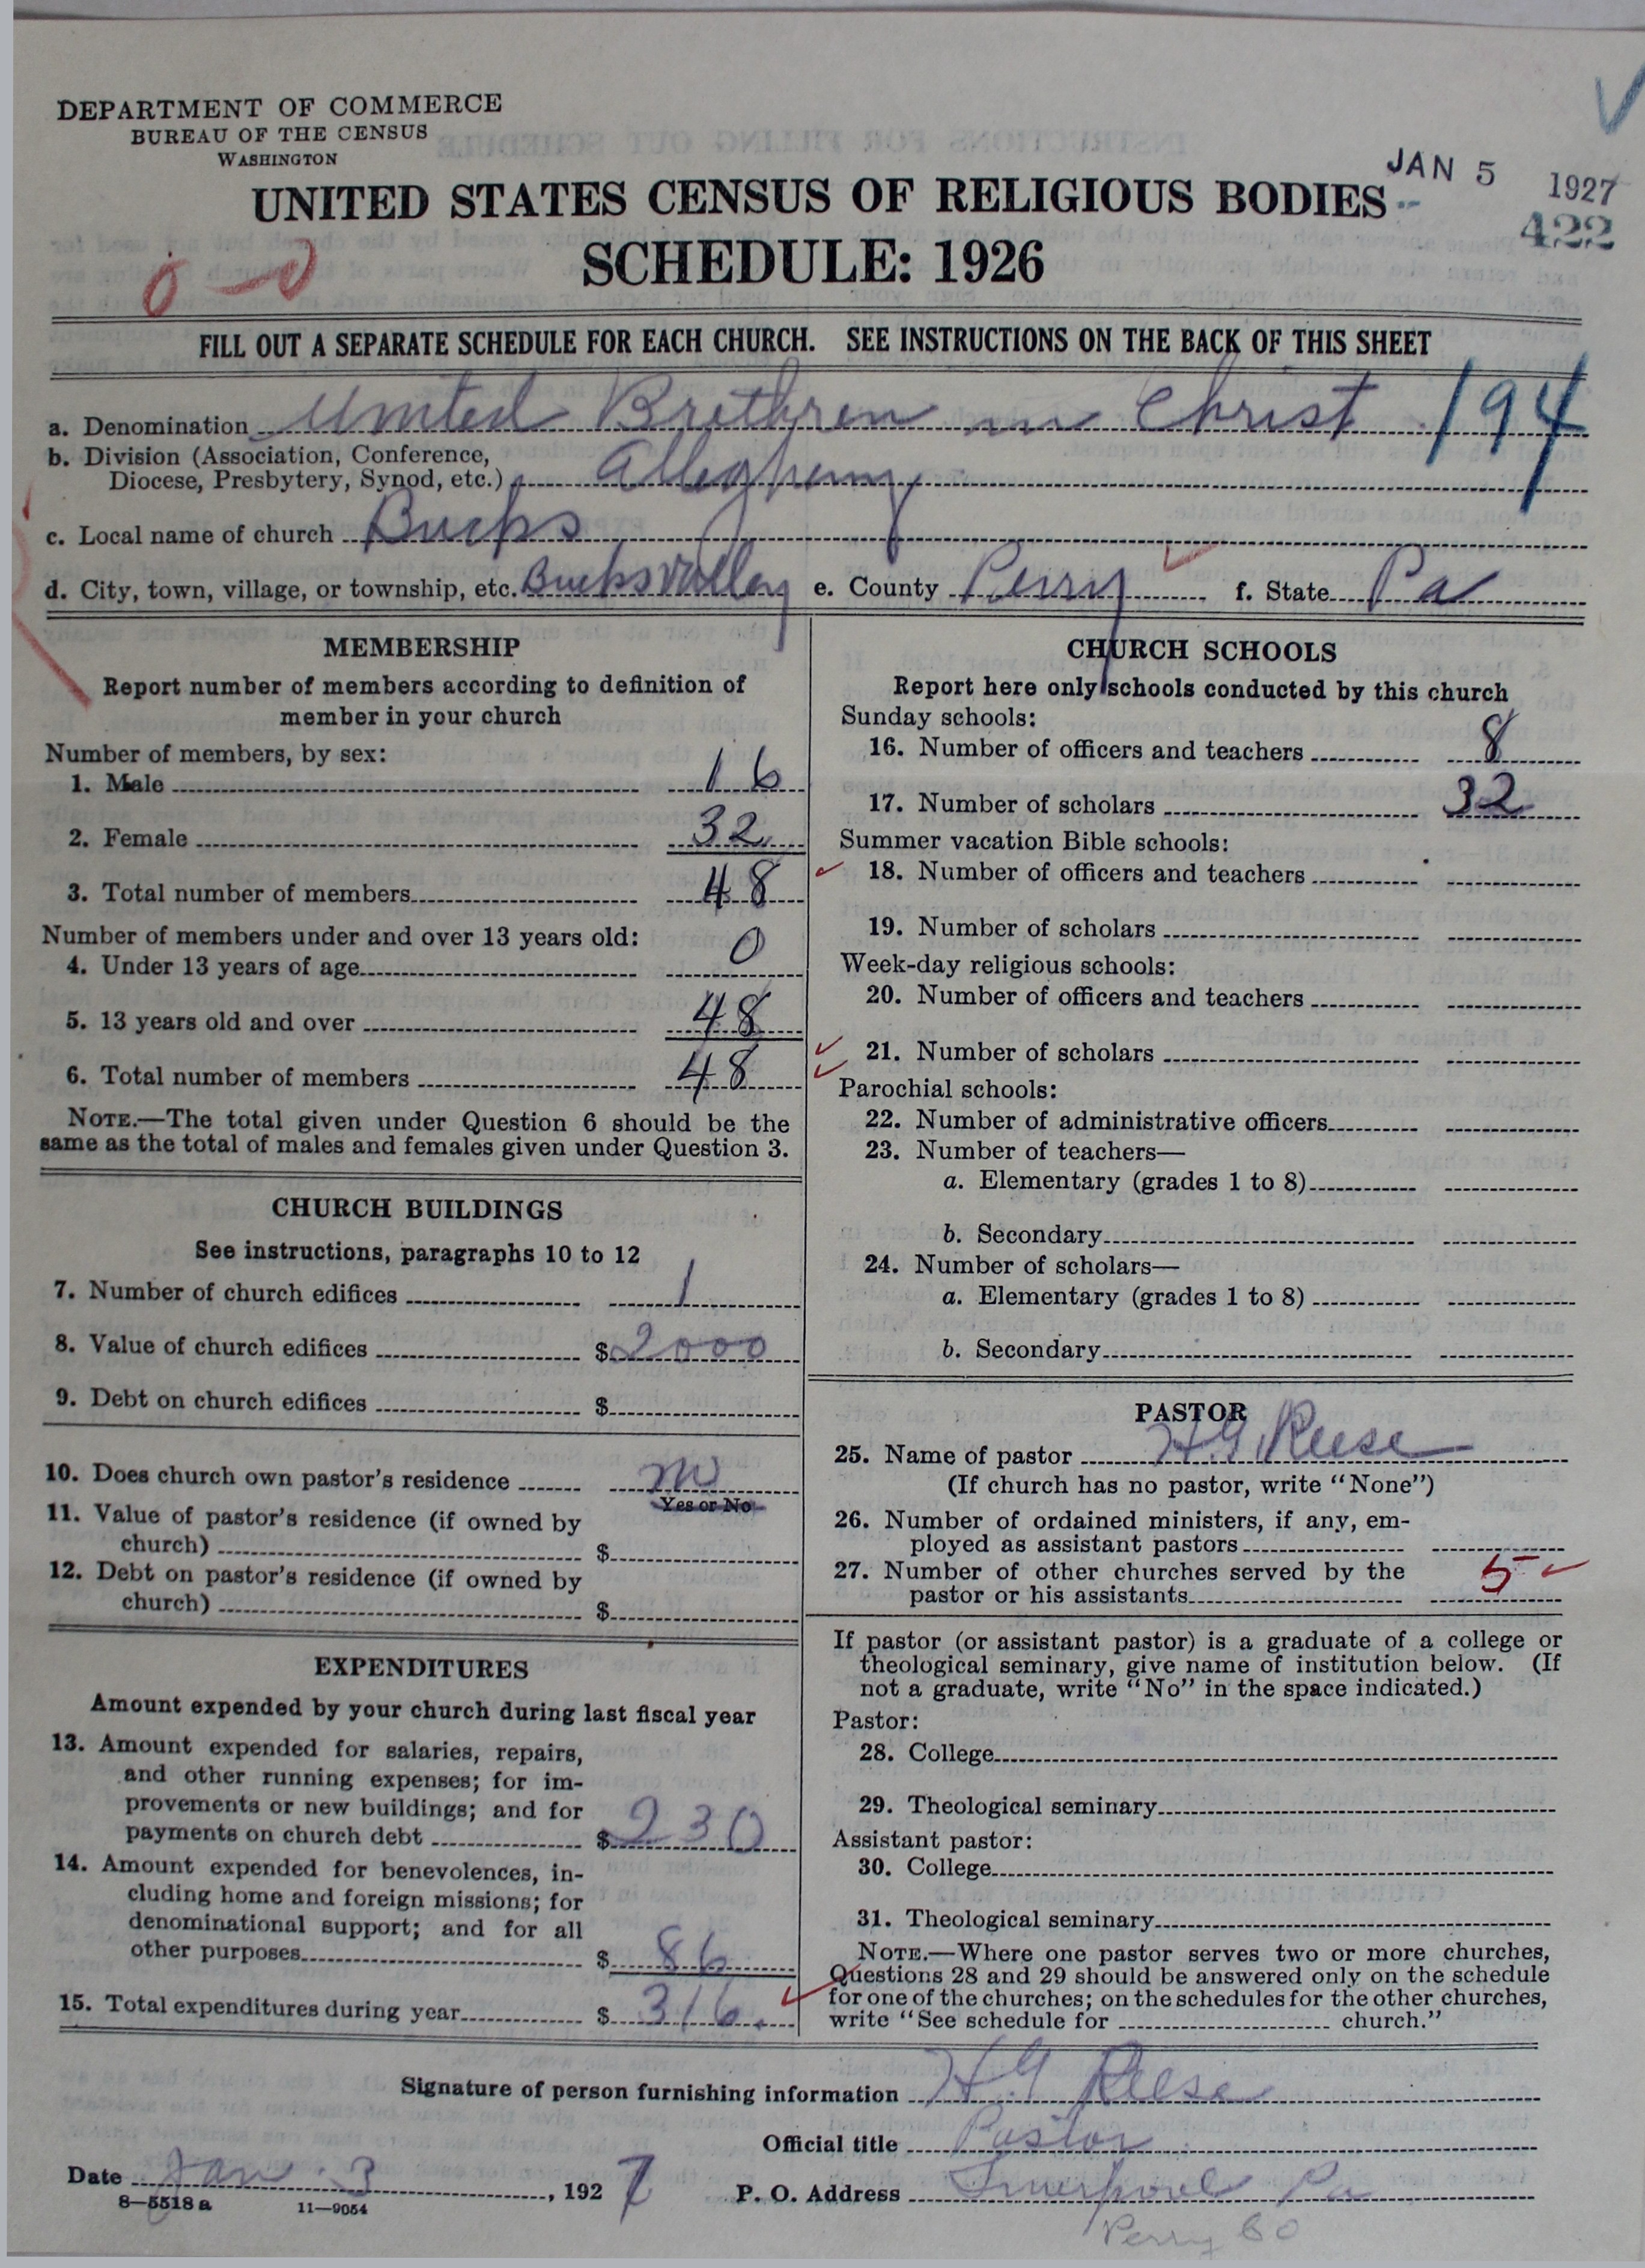 DEPARTMENT OF COMMERCE
BUREAU OF THE CENSUS
WASHINGTON
JAN 5 1927
422
UNITED STATES CENSUS OF RELIGIOUS BODIES
SCHEDULE: 1926
0-0
FILL OUT A SEPARATE SCHEDULE FOR EACH CHURCH. SEE INSTRUCTIONS ON THE BACK OF THIS SHEET
a. Denomination United Brethren in Christ 194
b. Division (Association, Conference,
Diocese, Presbytery, Synod, etc.) Allegheny
c. Local name of church Bucks
d. City, town, village, or township, etc. Bucks Valley e. County Perry f. State Pa
MEMBERSHIP
Report number of members according to definition of
member in your church
Number of members, by sex:
1. Male 16
2. Female 32
3. Total number of members 48
Number of members under and over 13 years old:
4. Under 13 years of age 0
5. 13 years old and over 48
6. Total number of members 48
NOTE.—The total given under Question 6 should be the
same as the total of males and females given under Question 3.
CHURCH BUILDINGS
See instructions, paragraphs 10 to 12
7. Number of church edifices 1
8. Value of church edifices $2000
9. Debt on church edifices $
10. Does church own pastor's residence no
Yes or No
11. Value of pastor's residence (if owned by
church) $
12. Debt on pastor's residence (if owned by
church) $
EXPENDITURES
Amount expended by your church during last fiscal year
13. Amount expended for salaries, repairs,
and other running expenses; for im-
provements or new buildings; and for
payments on church debt $230
14. Amount expended for benevolences, in-
cluding home and foreign missions; for
denominational support; and for all
other purposes $ 86
15. Total expenditures during year $ 316.
CHURCH SCHOOLS
Report here only schools conducted by this church
Sunday schools:
16. Number of officers and teachers 8
17. Number of scholars 32
Summer vacation Bible schools:
18. Number of officers and teachers
19. Number of scholars
Week-day religious schools:
20. Number of officers and teachers
21. Number of scholars
Parochial schools:
22. Number of administrative officers
23. Number of teachers—
a. Elementary (grades 1 to 8)
b. Secondary
24. Number of scholars—
a. Elementary (grades 1 to 8)
b. Secondary
PASTOR
25. Name of pastor H G Reese
(If church has no pastor, write "None")
26. Number of ordained ministers, if any, em-
ployed as assistant pastors
27. Number of other churches served by the
pastor or his assistants 5
If pastor (or assistant pastor) is a graduate of a college or
theological seminary, give name of institution below. (If
not a graduate, write "No" in the space indicated.)
Pastor:
28. College
29. Theological seminary
Assistant pastor:
30. College
31. Theological seminary
NOTE.—Where one pastor serves two or more churches,
Questions 28 and 29 should be answered only on the schedule
for one of the churches; on the schedules for the other churches,
write "See schedule for church."
Signature of person furnishing information H G Reese
Official title Pastor
Date Jan. 3, 1927 P. O. Address Liverpool Pa
8—5518 a 11—9054
Perry Co